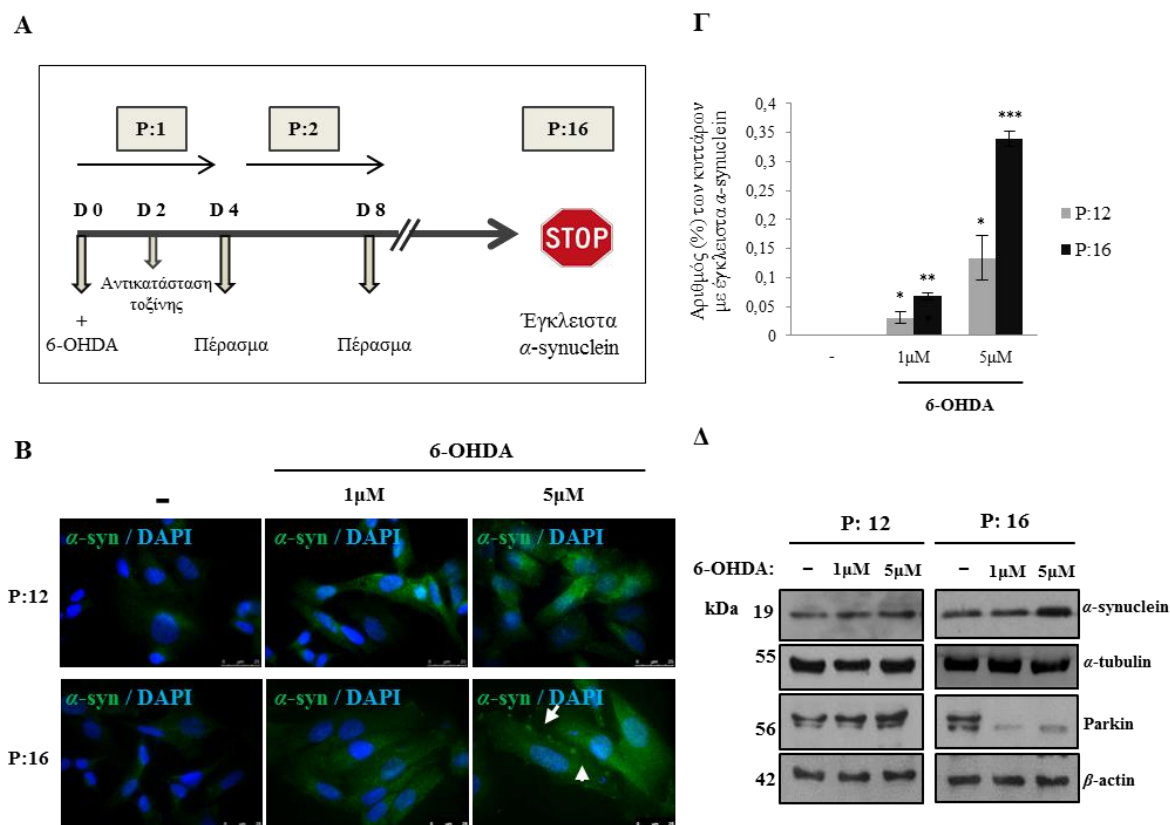 Α
P:1
P:2
P:16
D 0
D 2
D 4
D 8
STOP
Αντικατάσταση
τοξίνης
+
6-OHDA
Πέρασμα
Πέρασμα
Έγκλειστα
α-synuclein
Γ
Αριθμός (%) των κυττάρων
με έγκλειστα α-synuclein
0,4
0,35
0,3
0,25
0,2
0,15
0,1
0,05
0
*
**
*
*
***
-
1μM
5μM
6-OHDA
P:12
P:16
Β
6-OHDA
-
1μM
5μM
P:12
α-syn / DAPI
α-syn / DAPI
α-syn / DAPI
P:16
α-syn / DAPI
α-syn / DAPI
α-syn / DAPI
Δ
P: 12
P: 16
6-OHDA: - 1μM 5μM - 1μM 5μM
kDa 19 α-synuclein
55 α-tubulin
56 Parkin
42 β-actin